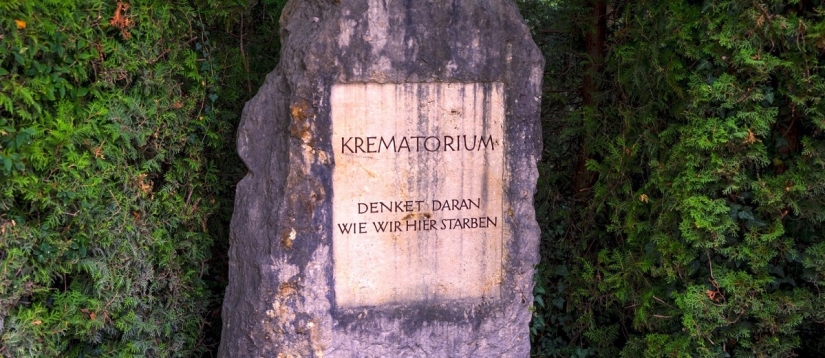 KREMATORIUM
DENKET DARAN
WIE WIR HIER STARBEN